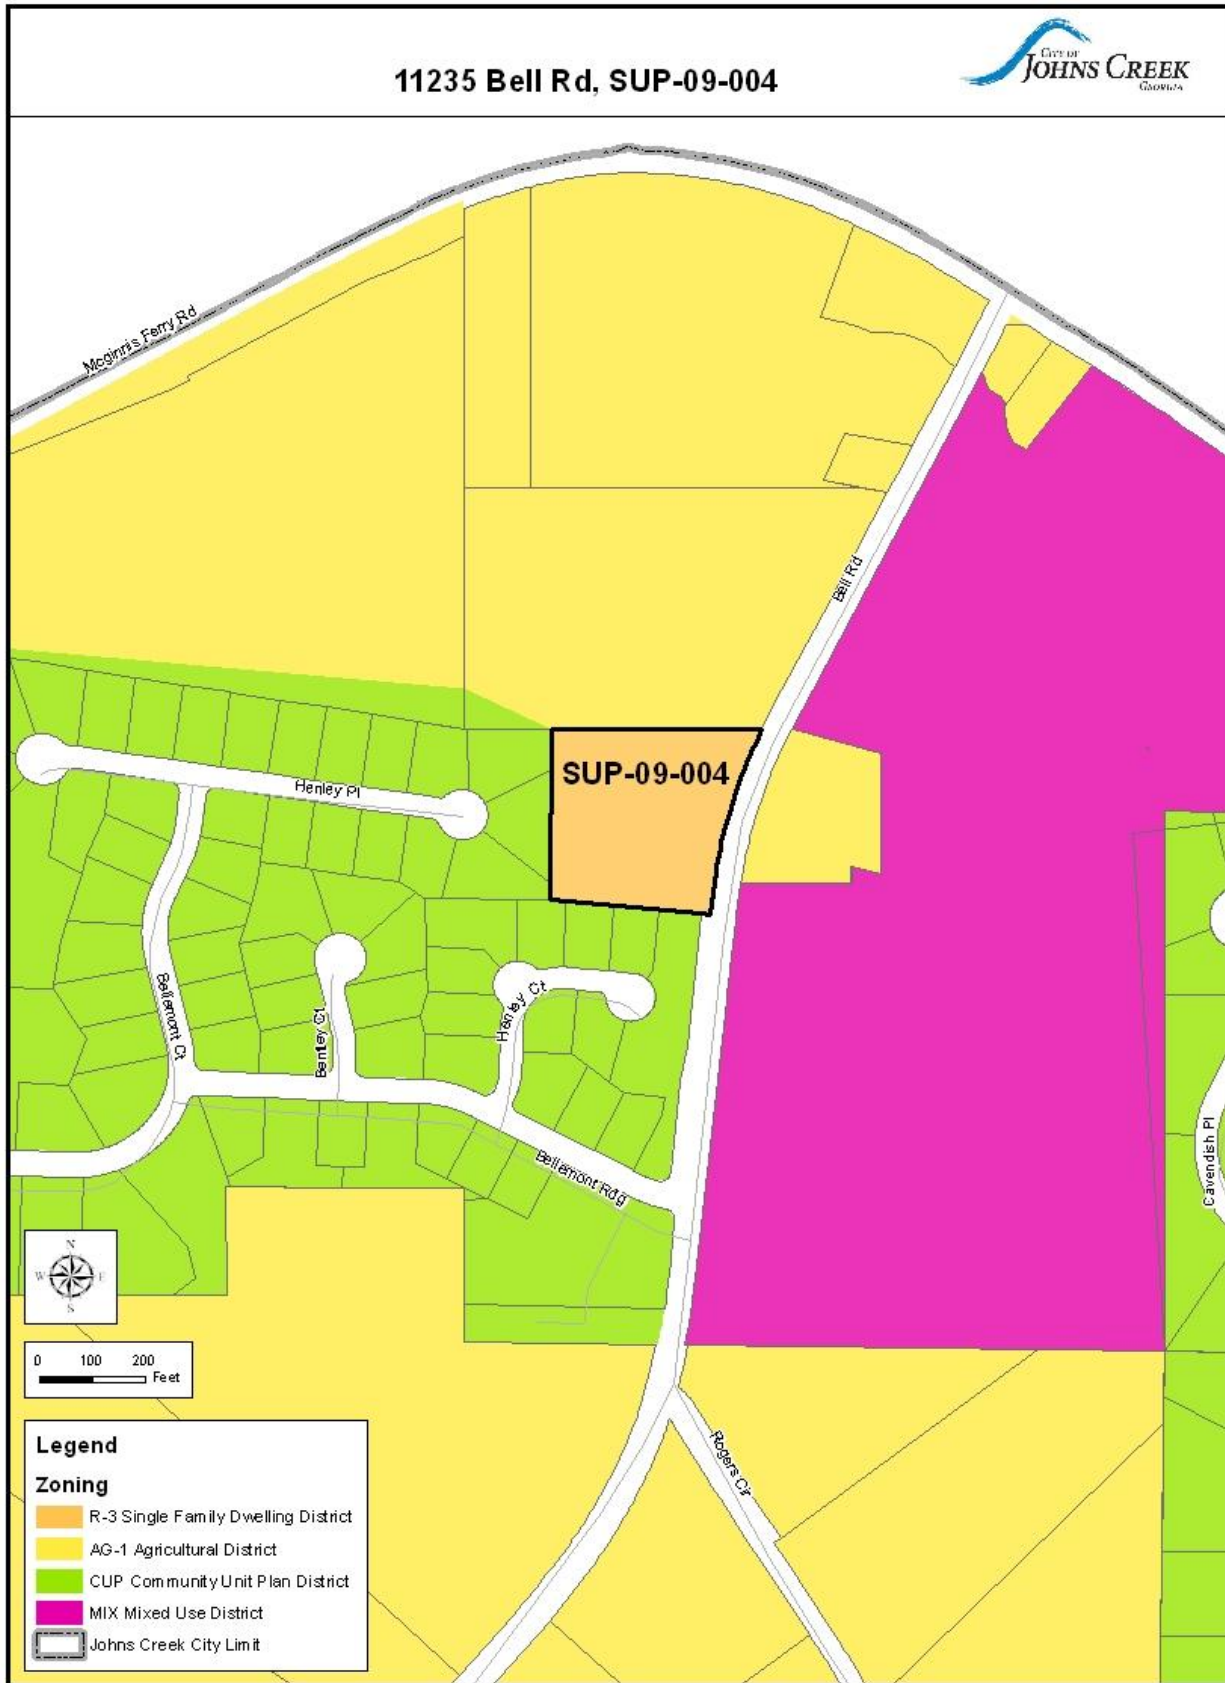 11235 Bell Rd, SUP-09-004
CITY OF
JOHNS CREEK
GEORGIA
Mcginnis Ferry Rd
Bell Rd
SUP-09-004
Henley Pl
Bellemont Ct
Bentley Ct
Henley Ct
Bellemont Rdg
Cavendish Pl
Rogers Cir
N
W E
S
0 100 200
Feet
Legend
Zoning
R-3 Single Family Dwelling District
AG-1 Agricultural District
CUP Community Unit Plan District
MIX Mixed Use District
Johns Creek City Limit